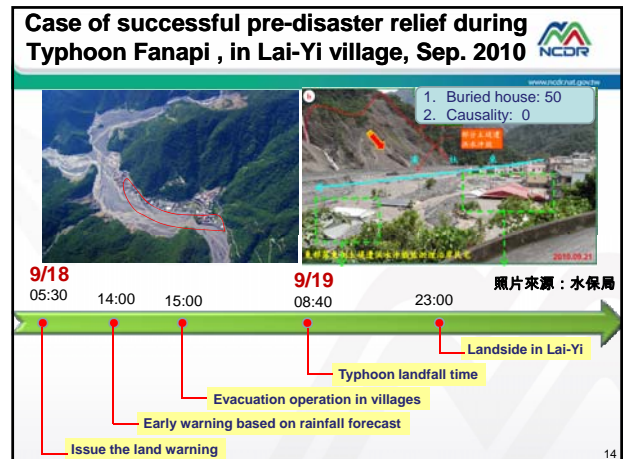 Case of successful pre-disaster relief during
Typhoon Fanapi , in Lai-Yi village, Sep. 2010
NCDR
www.ncdr.nat.gov.tw
1. Buried house: 50
2. Causality: 0
2010.09.21
9/18
05:30
14:00
15:00
9/19
08:40
23:00
照片來源：水保局
Landside in Lai-Yi
Typhoon landfall time
Evacuation operation in villages
Early warning based on rainfall forecast
Issue the land warning
14